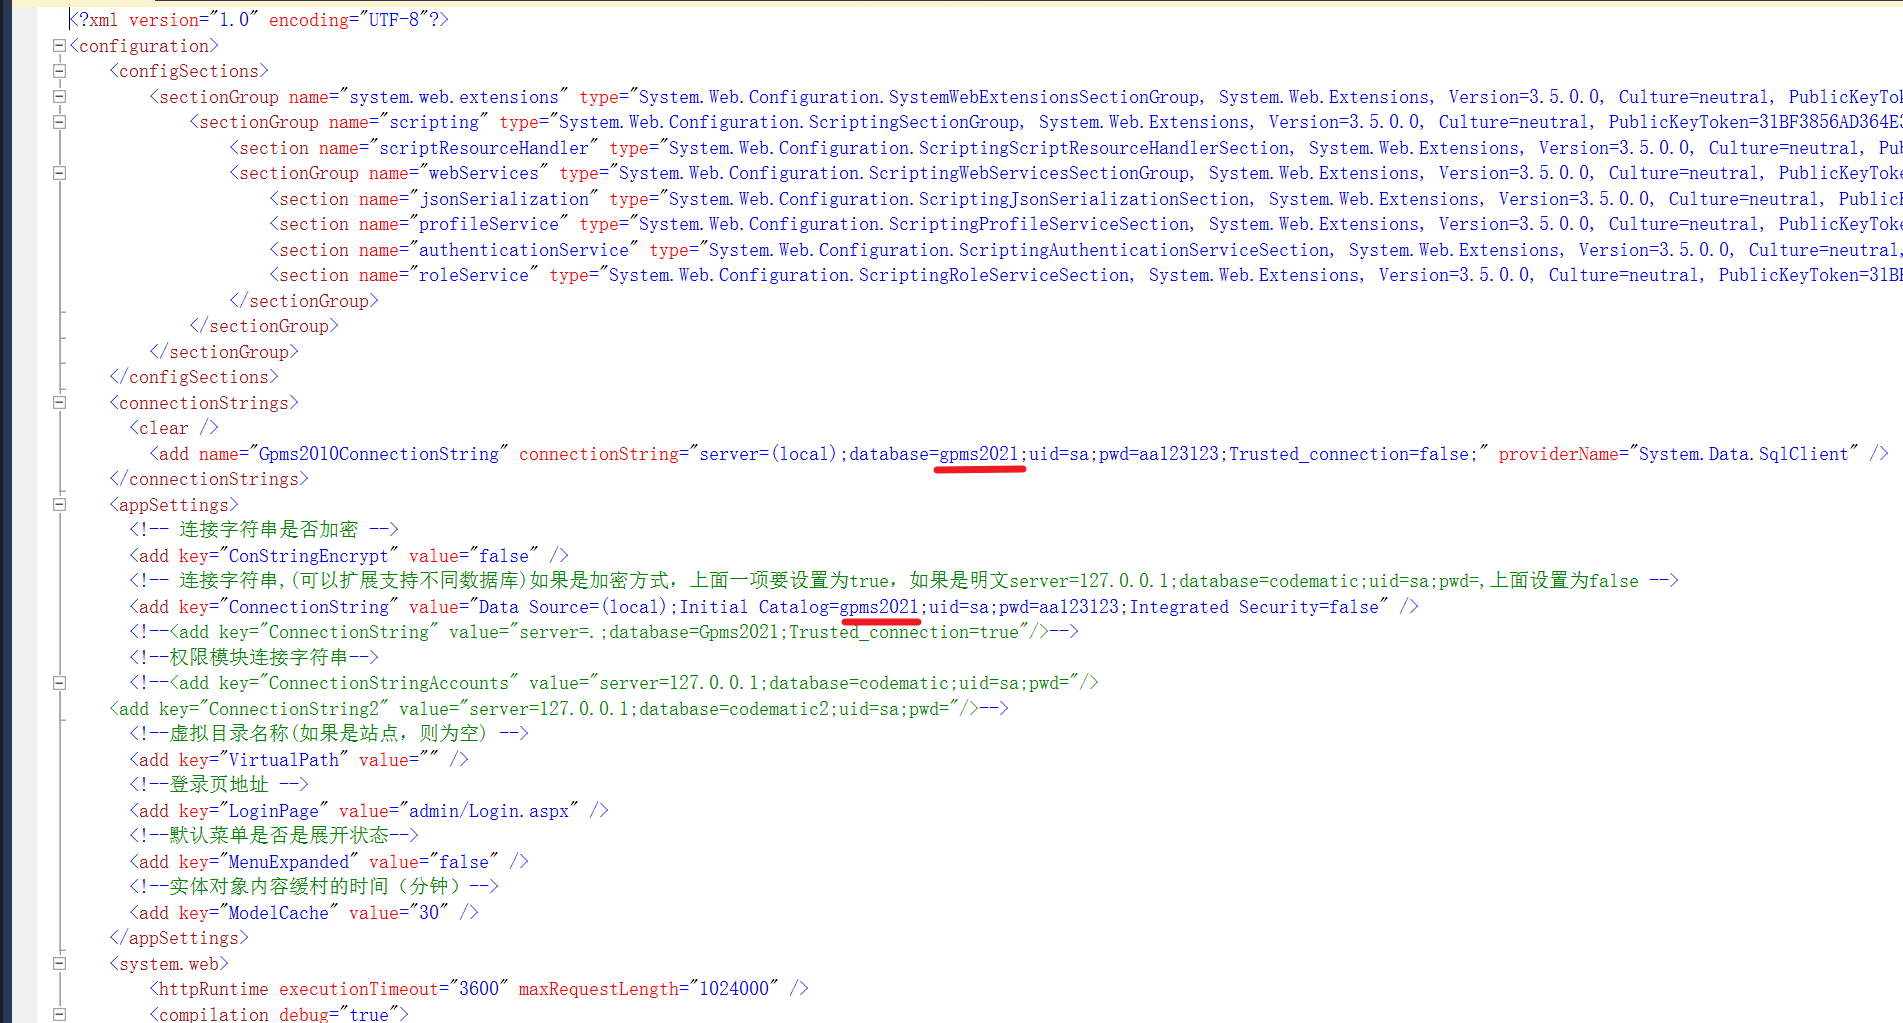 <?xml version="1.0" encoding="UTF-8"?>
<configuration>
<configSections>
<sectionGroup name="system.web.extensions" type="System.Web.Configuration.SystemWebExtensionsSectionGroup, System.Web.Extensions, Version=3.5.0.0, Culture=neutral, PublicKeyTok
<sectionGroup name="scripting" type="System.Web.Configuration.ScriptingSectionGroup, System.Web.Extensions, Version=3.5.0.0, Culture=neutral, PublicKeyToken=31BF3856AD364E3
<section name="scriptResourceHandler" type="System.Web.Configuration.ScriptingScriptResourceHandlerSection, System.Web.Extensions, Version=3.5.0.0, Culture=neutral, Pu
<sectionGroup name="webServices" type="System.Web.Configuration.ScriptingWebServicesSectionGroup, System.Web.Extensions, Version=3.5.0.0, Culture=neutral, PublicKeyToke
<section name="jsonSerialization" type="System.Web.Configuration.ScriptingJsonSerializationSection, System.Web.Extensions, Version=3.5.0.0, Culture=neutral, PublicK
<section name="profileService" type="System.Web.Configuration.ScriptingProfileServiceSection, System.Web.Extensions, Version=3.5.0.0, Culture=neutral, PublicKeyToke
<section name="authenticationService" type="System.Web.Configuration.ScriptingAuthenticationServiceSection, System.Web.Extensions, Version=3.5.0.0, Culture=neutral,
<section name="roleService" type="System.Web.Configuration.ScriptingRoleServiceSection, System.Web.Extensions, Version=3.5.0.0, Culture=neutral, PublicKeyToken=31B
</sectionGroup>
</sectionGroup>
</sectionGroup>
</configSections>
<connectionStrings>
<clear />
<add name="Gpms2010ConnectionString" connectionString="server=(local);database=gpms2021;uid=sa;pwd=aa123123;Trusted_connection=false;" providerName="System.Data.SqlClient" />
</connectionStrings>
<appSettings>
<!-- 连接字符串是否加密 -->
<add key="ConStringEncrypt" value="false" />
<!-- 连接字符串,(可以扩展支持不同数据库)如果是加密方式，上面一项要设置为true，如果是明文server=127.0.0.1;database=codematic;uid=sa;pwd=,上面设置为false -->
<add key="ConnectionString" value="Data Source=(local);Initial Catalog=gpms2021;uid=sa;pwd=aa123123;Integrated Security=false" />
<!--<add key="ConnectionString" value="server=.;database=Gpms2021;Trusted_connection=true"/>-->
<!--权限模块连接字符串-->
<!--<add key="ConnectionStringAccounts" value="server=127.0.0.1;database=codematic;uid=sa;pwd="/>
<add key="ConnectionString2" value="server=127.0.0.1;database=codematic2;uid=sa;pwd="/>-->
<!--虚拟目录名称(如果是站点，则为空) -->
<add key="VirtualPath" value="" />
<!--登录页地址 -->
<add key="LoginPage" value="admin/Login.aspx" />
<!--默认菜单是否是展开状态-->
<add key="MenuExpanded" value="false" />
<!--实体对象内容缓村的时间（分钟）-->
<add key="ModelCache" value="30" />
</appSettings>
<system.web>
<httpRuntime executionTimeout="3600" maxRequestLength="1024000" />
<compilation debug="true">